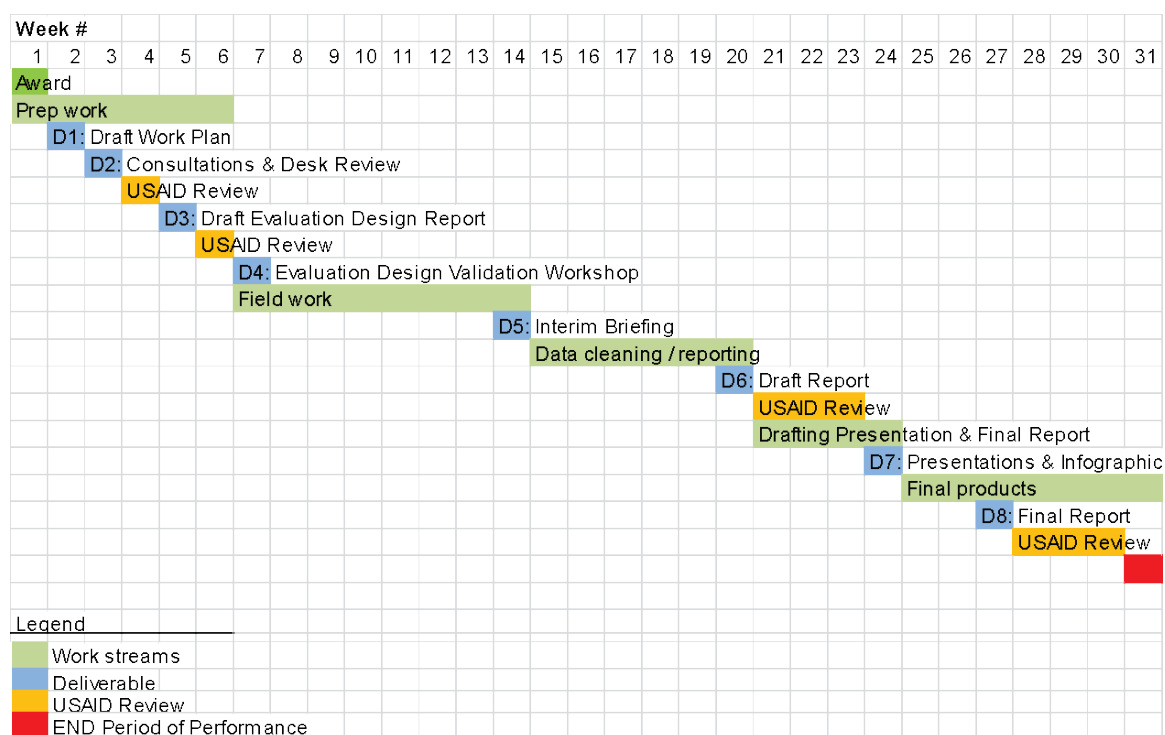 Week #
1 2 3 4 5 6 7 8 9 10 11 12 13 14 15 16 17 18 19 20 21 22 23 24 25 26 27 28 29 30 31
Award
Prep work
D1: Draft Work Plan
D2: Consultations & Desk Review
USAID Review
D3: Draft Evaluation Design Report
USAID Review
D4: Evaluation Design Validation Workshop
Field work
D5: Interim Briefing
Data cleaning / reporting
D6: Draft Report
USAID Review
Drafting Presentation & Final Report
D7: Presentations & Infographic
Final products
D8: Final Report
USAID Review
Legend
Work streams
Deliverable
USAID Review
END Period of Performance